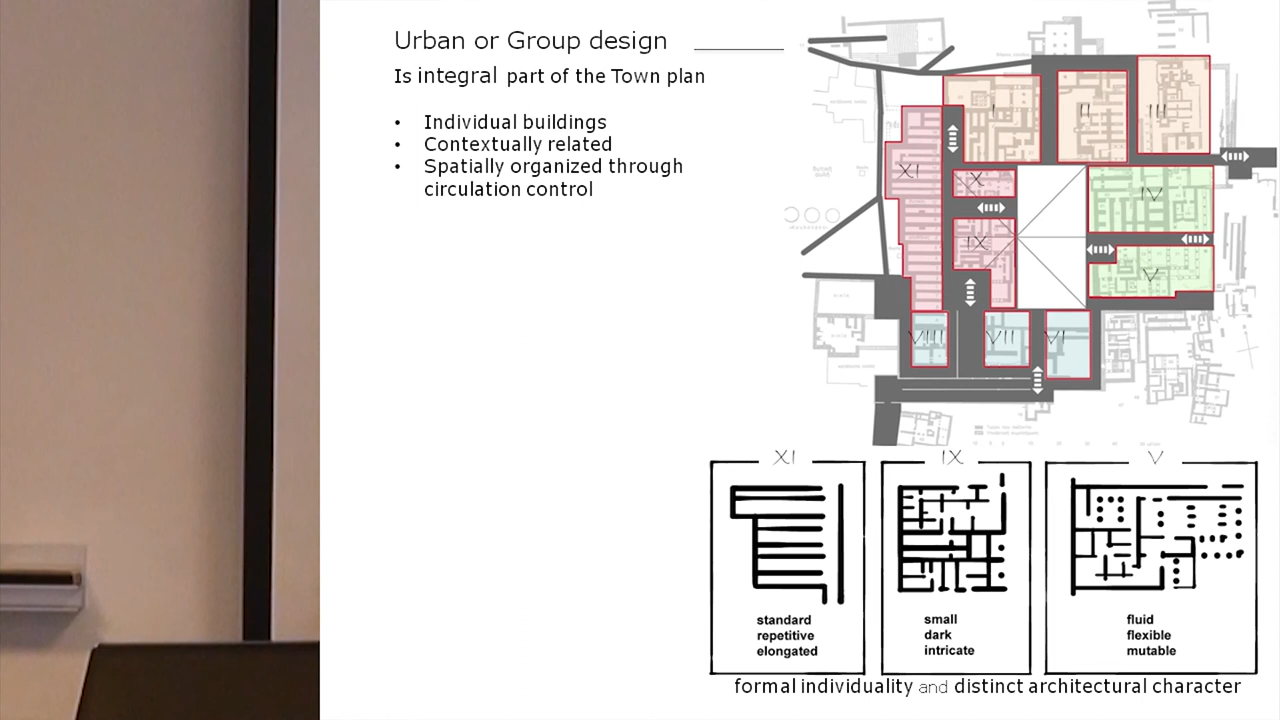 Urban or Group design
Is integral part of the Town plan
• Individual buildings
• Contextually related
• Spatially organized through
circulation control
I
II
III
XI
X
IV
IX
V
VIII
VII
VI
XI
IX
V
standard
repetitive
elongated
small
dark
intricate
fluid
flexible
mutable
formal individuality and distinct architectural character